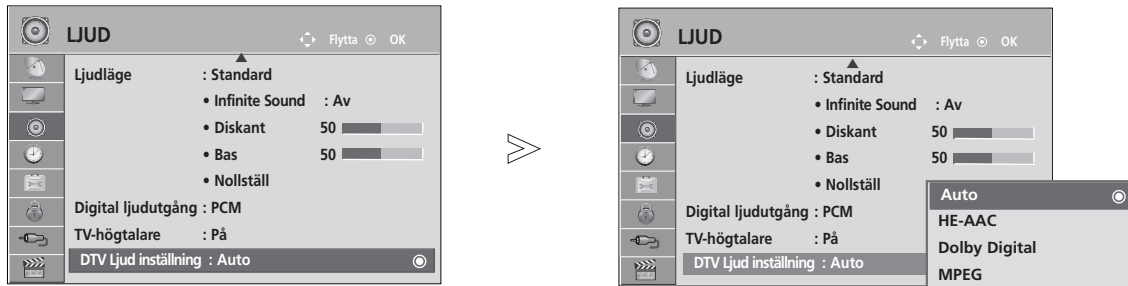 LJUD
Flytta OK
Ljudläge : Standard
• Infinite Sound : Av
• Diskant 50
• Bas 50
• Nollställ
Digital ljudutgång : PCM
TV-högtalare : På
DTV Ljud inställning : Auto
LJUD
Flytta OK
Ljudläge : Standard
• Infinite Sound : Av
• Diskant 50
• Bas 50
• Nollställ
Digital ljudutgång : PCM
TV-högtalare : På
DTV Ljud inställning : Auto
Auto
HE-AAC
Dolby Digital
MPEG